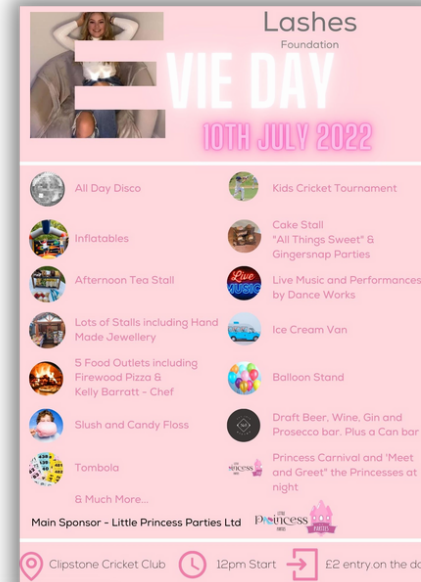 Lashes
Foundation
EVIE DAY
10TH JULY 2022
All Day Disco
Kids Cricket Tournament
Inflatables
Cake Stall
"All Things Sweet" &
Gingersnap Parties
Afternoon Tea Stall
Live MUSIC
Live Music and Performances
by Dance Works
Lots of Stalls including Hand
Made Jewellery
Ice Cream Van
5 Food Outlets including
Firewood Pizza &
Kelly Barratt - Chef
Balloon Stand
Slush and Candy Floss
Draft Beer, Wine, Gin and
Prosecco bar. Plus a Can bar
Tombola
Princess Carnival and 'Meet
and Greet" the Princesses at
night
& Much More...
Main Sponsor - Little Princess Parties Ltd
Princess
Clipstone Cricket Club
12pm Start
£2 entry.on the do